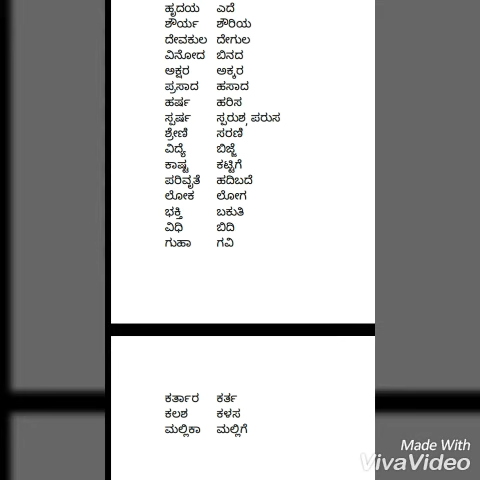 ಹೃದಯ ಎದೆ
ಶೌರ್ಯ ಶೌರಿಯ
ದೇವಕುಲ ದೇಗುಲ
ವಿನೋದ ಬಿನದ
ಅಕ್ಷರ ಅಕ್ಕರ
ಪ್ರಸಾದ ಹಸಾದ
ಹರ್ಷ ಹರಿಸ
ಸ್ಪರ್ಷ ಸ್ಪರುಶ, ಪರುಸ
ಶ್ರೇಣಿ ಸರಣಿ
ವಿದ್ಯೆ ಬಿಜ್ಜೆ
ಕಾಷ್ಟ ಕಟ್ಟಿಗೆ
ಪರಿವೃತೆ ಹದಿಬದೆ
ಲೋಕ ಲೋಗ
ಭಕ್ತಿ ಬಕುತಿ
ವಿಧಿ ಬಿದಿ
ಗುಹಾ ಗವಿ
ಕರ್ತಾರ ಕರ್ತ
ಕಲಶ ಕಳಸ
ಮಲ್ಲಿಕಾ ಮಲ್ಲಿಗೆ
Made With
VivaVideo